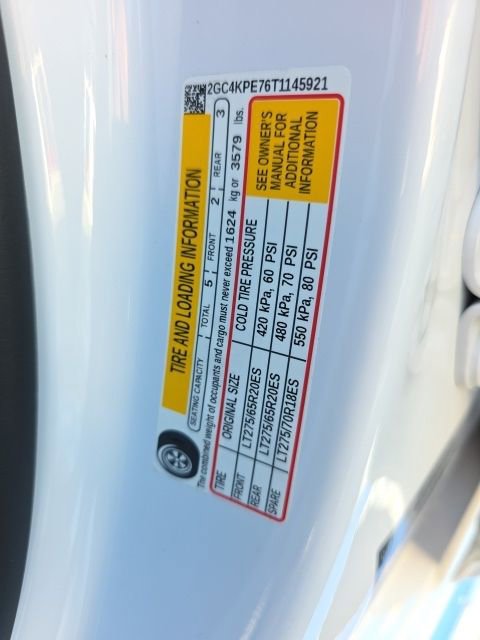 2GC4KPE76T1145921
TIRE AND LOADING INFORMATION
SEATING CAPACITY TOTAL 5 FRONT 2 REAR 3
The combined weight of occupants and cargo must never exceed 1624 kg or 3579 lbs.
TIRE ORIGINAL SIZE COLD TIRE PRESSURE
FRONT LT275/65R20ES 420 kPa, 60 PSI
REAR LT275/65R20ES 480 kPa, 70 PSI
SPARE LT275/70R18ES 550 kPa, 80 PSI
SEE OWNER'S
MANUAL FOR
ADDITIONAL
INFORMATION